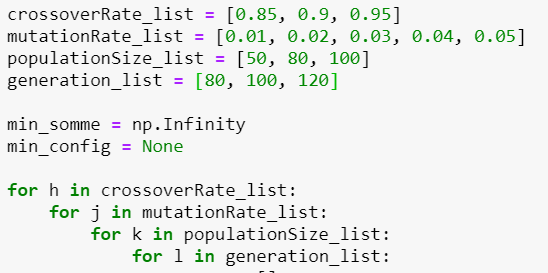 crossoverRate_list = [0.85, 0.9, 0.95]
mutationRate_list = [0.01, 0.02, 0.03, 0.04, 0.05]
populationSize_list = [50, 80, 100]
generation_list = [80, 100, 120]

min_somme = np.Infinity
min_config = None

for h in crossoverRate_list:
    for j in mutationRate_list:
        for k in populationSize_list:
            for l in generation_list: